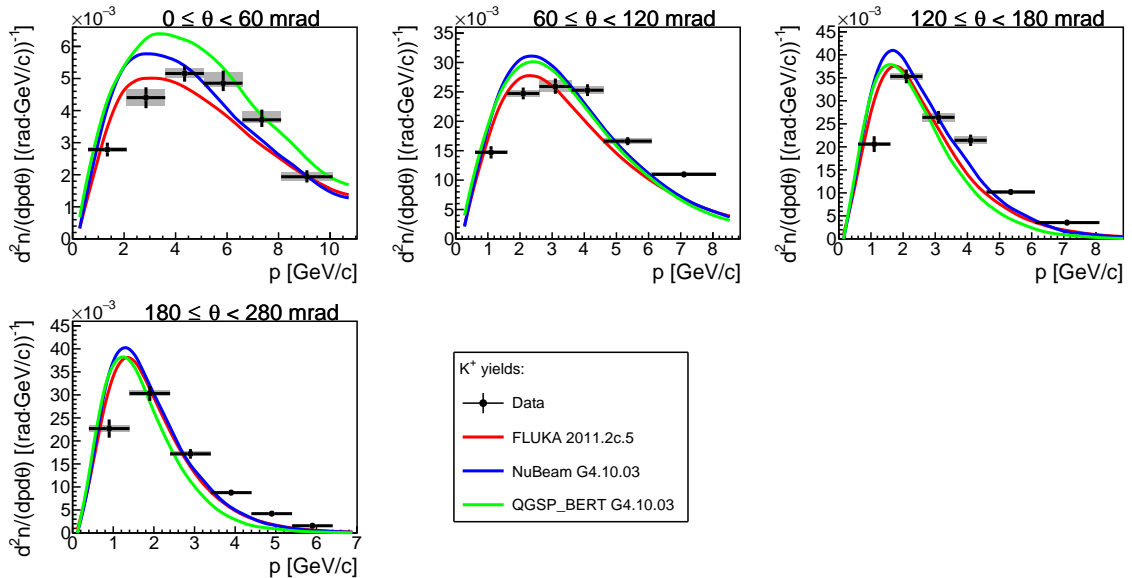 ×10⁻³ 0 ≤ θ < 60 mrad
d²n/(dpdθ) [(rad·GeV/c))⁻¹]
6
5
4
3
2
1
0
0 2 4 6 8 10
p [GeV/c]
×10⁻³ 60 ≤ θ < 120 mrad
d²n/(dpdθ) [(rad·GeV/c))⁻¹]
35
30
25
20
15
10
5
0
0 1 2 3 4 5 6 7 8
p [GeV/c]
×10⁻³ 120 ≤ θ < 180 mrad
d²n/(dpdθ) [(rad·GeV/c))⁻¹]
45
40
35
30
25
20
15
10
5
0
0 1 2 3 4 5 6 7 8
p [GeV/c]
×10⁻³ 180 ≤ θ < 280 mrad
d²n/(dpdθ) [(rad·GeV/c))⁻¹]
45
40
35
30
25
20
15
10
5
0
0 1 2 3 4 5 6 7
p [GeV/c]
K⁺ yields:
Data
FLUKA 2011.2c.5
NuBeam G4.10.03
QGSP_BERT G4.10.03